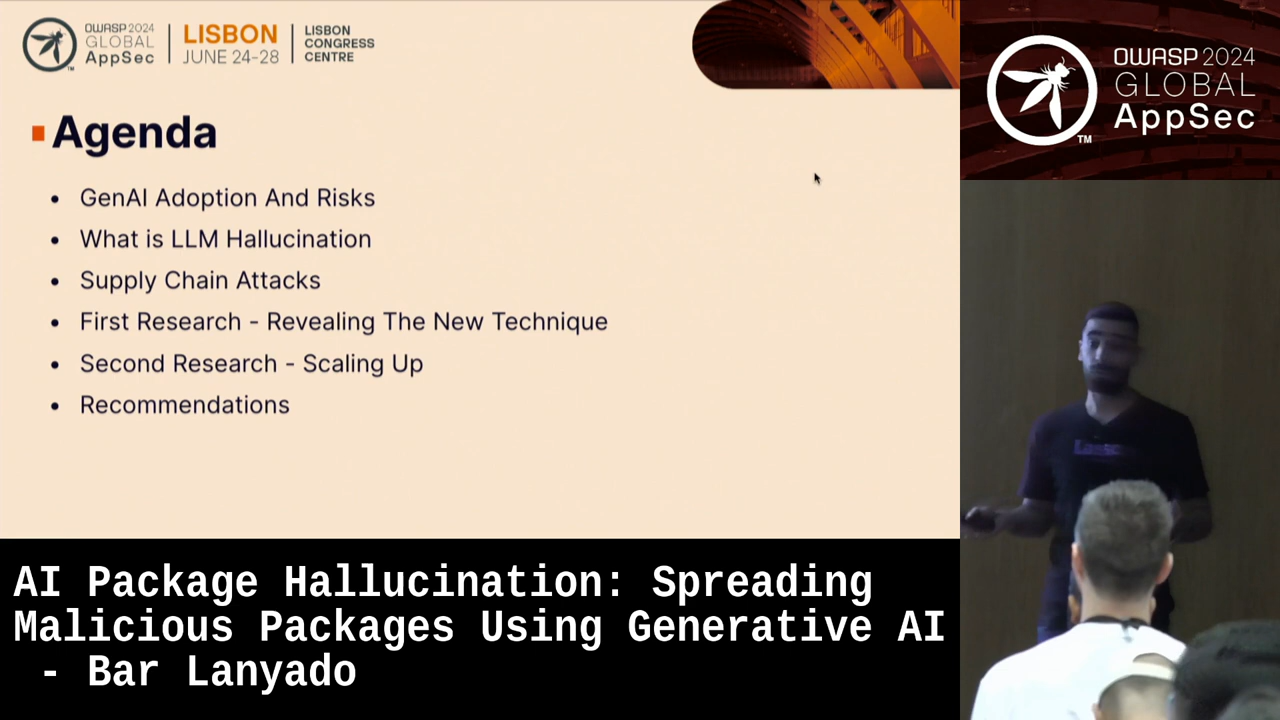 OWASP 2024
GLOBAL
AppSec
TM
LISBON
JUNE 24-28
LISBON
CONGRESS
CENTRE
Agenda
• GenAI Adoption And Risks
• What is LLM Hallucination
• Supply Chain Attacks
• First Research - Revealing The New Technique
• Second Research - Scaling Up
• Recommendations
OWASP 2024
GLOBAL
AppSec
TM
AI Package Hallucination: Spreading
Malicious Packages Using Generative AI
- Bar Lanyado